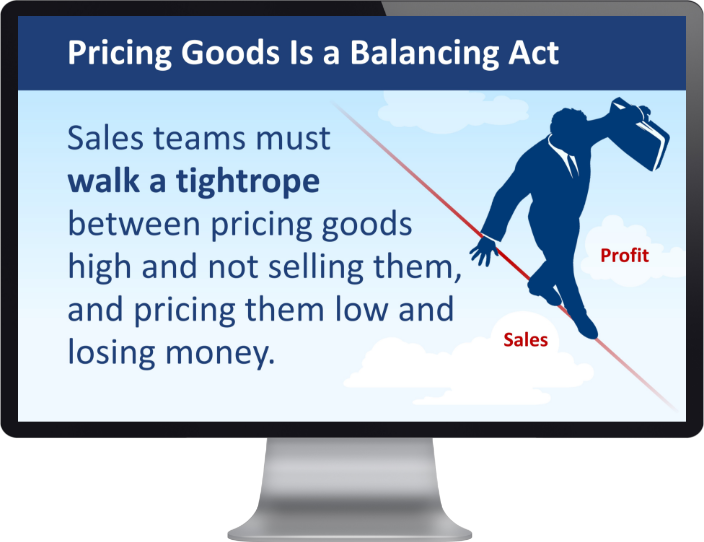 Pricing Goods Is a Balancing Act
Sales teams must
walk a tightrope
between pricing goods
high and not selling them,
and pricing them low and
losing money.
Profit
Sales